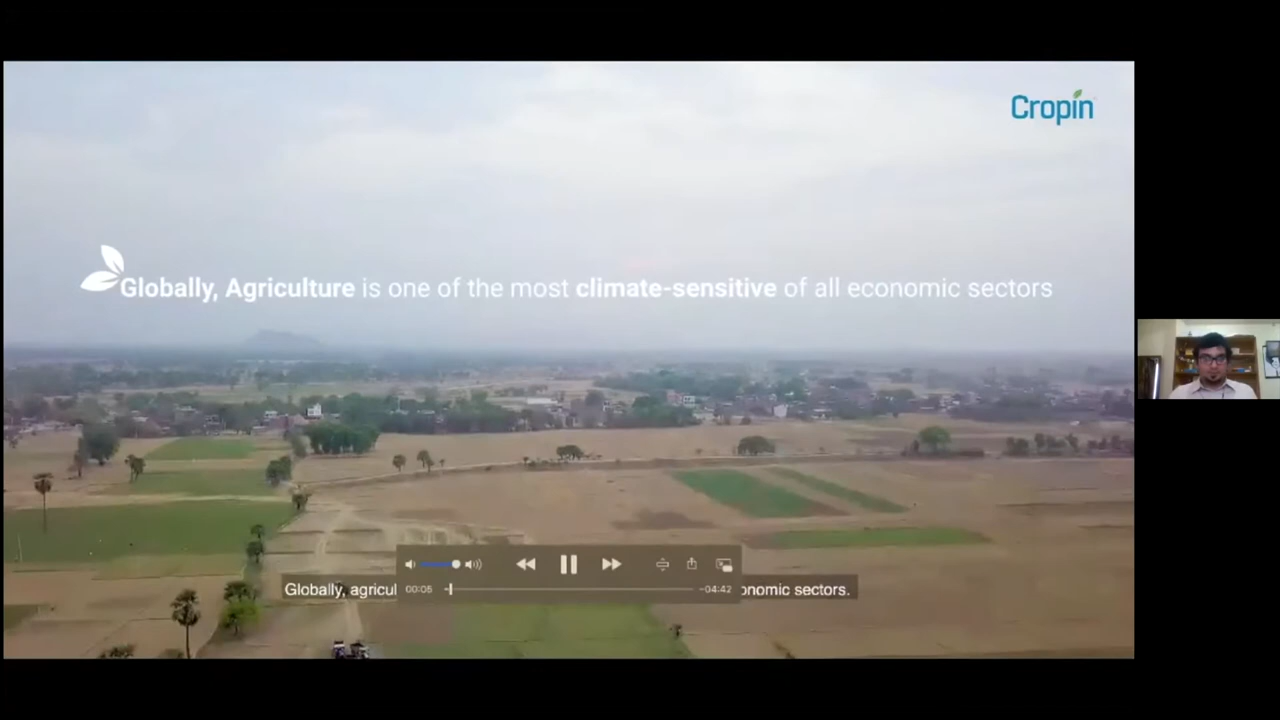 Cropin
Globally, Agriculture is one of the most climate-sensitive of all economic sectors
Globally, agricul onomic sectors.
00:05 -04:42